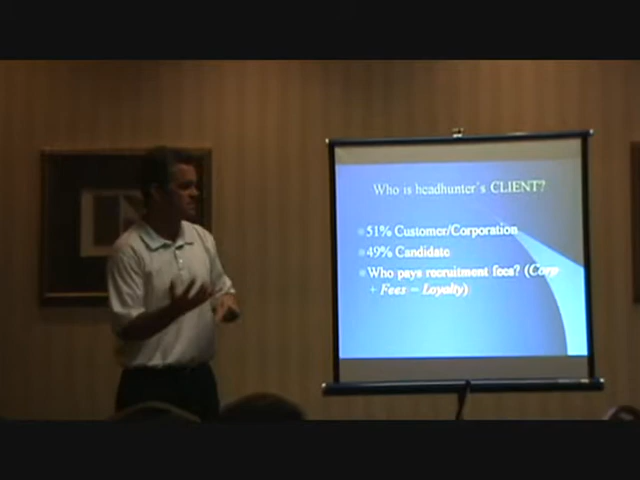 Who is headhunter's CLIENT?
51% Customer/Corporation
49% Candidate
Who pays recruitment fees? (Corp
+ Fees = Loyalty)